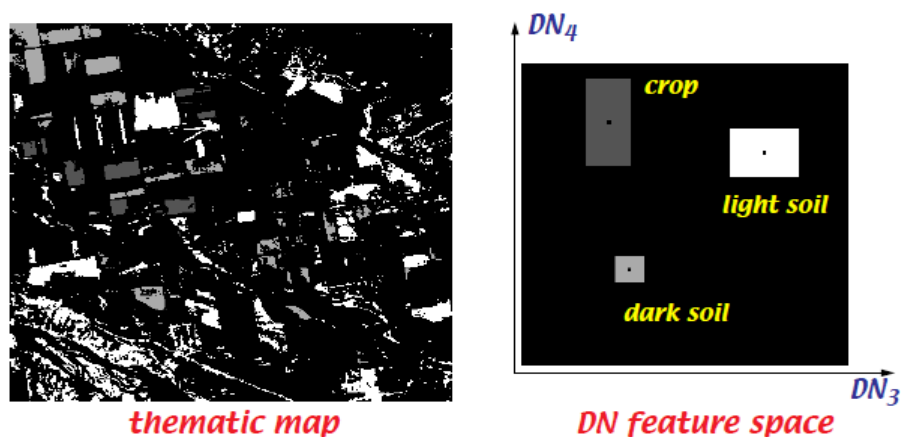 DN₄
crop
light soil
dark soil
DN₃
thematic map
DN feature space